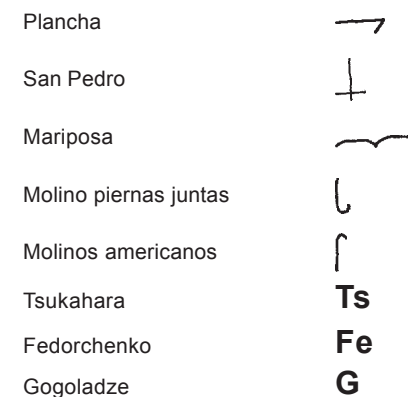 Plancha
San Pedro
Mariposa
Molino piernas juntas
Molinos americanos
Tsukahara Ts
Fedorchenko Fe
Gogoladze G